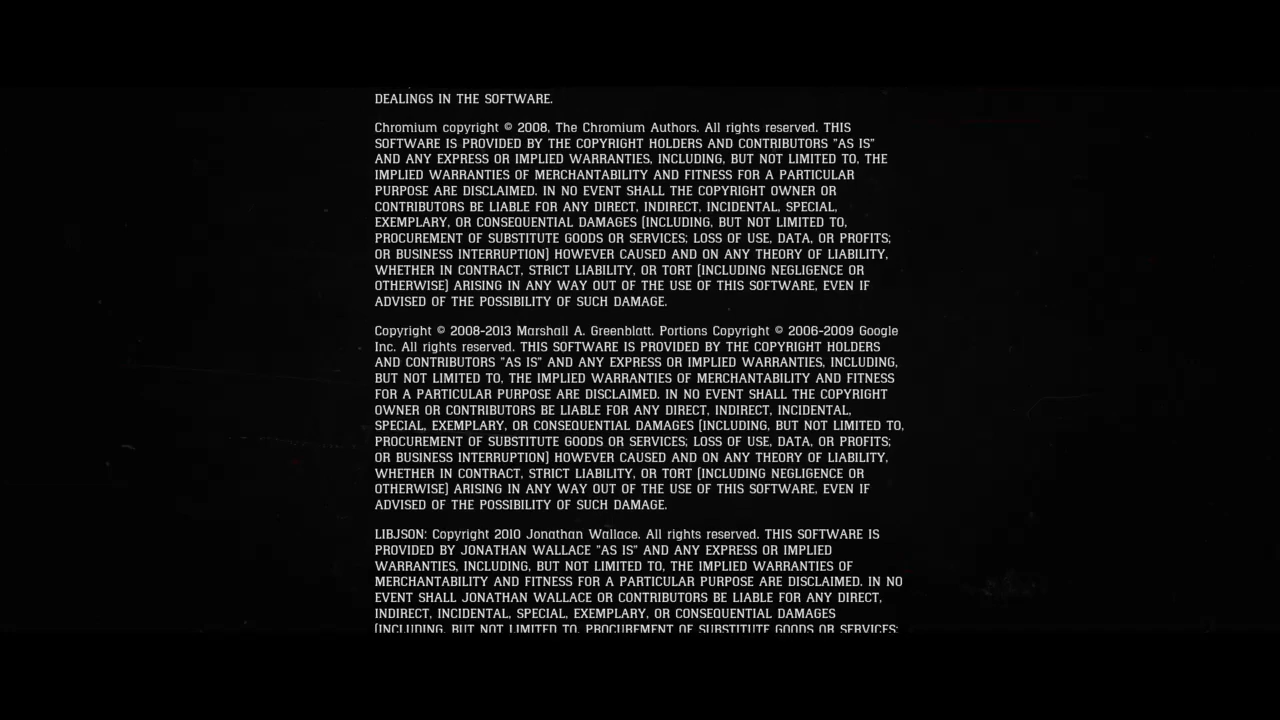 DEALINGS IN THE SOFTWARE.
Chromium copyright © 2008, The Chromium Authors. All rights reserved. THIS
SOFTWARE IS PROVIDED BY THE COPYRIGHT HOLDERS AND CONTRIBUTORS "AS IS"
AND ANY EXPRESS OR IMPLIED WARRANTIES, INCLUDING, BUT NOT LIMITED TO, THE
IMPLIED WARRANTIES OF MERCHANTABILITY AND FITNESS FOR A PARTICULAR
PURPOSE ARE DISCLAIMED. IN NO EVENT SHALL THE COPYRIGHT OWNER OR
CONTRIBUTORS BE LIABLE FOR ANY DIRECT, INDIRECT, INCIDENTAL, SPECIAL,
EXEMPLARY, OR CONSEQUENTIAL DAMAGES (INCLUDING, BUT NOT LIMITED TO,
PROCUREMENT OF SUBSTITUTE GOODS OR SERVICES; LOSS OF USE, DATA, OR PROFITS;
OR BUSINESS INTERRUPTION) HOWEVER CAUSED AND ON ANY THEORY OF LIABILITY,
WHETHER IN CONTRACT, STRICT LIABILITY, OR TORT (INCLUDING NEGLIGENCE OR
OTHERWISE) ARISING IN ANY WAY OUT OF THE USE OF THIS SOFTWARE, EVEN IF
ADVISED OF THE POSSIBILITY OF SUCH DAMAGE.
Copyright © 2008-2013 Marshall A. Greenblatt. Portions Copyright © 2006-2009 Google
Inc. All rights reserved. THIS SOFTWARE IS PROVIDED BY THE COPYRIGHT HOLDERS
AND CONTRIBUTORS "AS IS" AND ANY EXPRESS OR IMPLIED WARRANTIES, INCLUDING,
BUT NOT LIMITED TO, THE IMPLIED WARRANTIES OF MERCHANTABILITY AND FITNESS
FOR A PARTICULAR PURPOSE ARE DISCLAIMED. IN NO EVENT SHALL THE COPYRIGHT
OWNER OR CONTRIBUTORS BE LIABLE FOR ANY DIRECT, INDIRECT, INCIDENTAL,
SPECIAL, EXEMPLARY, OR CONSEQUENTIAL DAMAGES (INCLUDING, BUT NOT LIMITED TO,
PROCUREMENT OF SUBSTITUTE GOODS OR SERVICES; LOSS OF USE, DATA, OR PROFITS;
OR BUSINESS INTERRUPTION) HOWEVER CAUSED AND ON ANY THEORY OF LIABILITY,
WHETHER IN CONTRACT, STRICT LIABILITY, OR TORT (INCLUDING NEGLIGENCE OR
OTHERWISE) ARISING IN ANY WAY OUT OF THE USE OF THIS SOFTWARE, EVEN IF
ADVISED OF THE POSSIBILITY OF SUCH DAMAGE.
LIBJSON: Copyright 2010 Jonathan Wallace. All rights reserved. THIS SOFTWARE IS
PROVIDED BY JONATHAN WALLACE "AS IS" AND ANY EXPRESS OR IMPLIED
WARRANTIES, INCLUDING, BUT NOT LIMITED TO, THE IMPLIED WARRANTIES OF
MERCHANTABILITY AND FITNESS FOR A PARTICULAR PURPOSE ARE DISCLAIMED. IN NO
EVENT SHALL JONATHAN WALLACE OR CONTRIBUTORS BE LIABLE FOR ANY DIRECT,
INDIRECT, INCIDENTAL, SPECIAL, EXEMPLARY, OR CONSEQUENTIAL DAMAGES
(INCLUDING, BUT NOT LIMITED TO, PROCUREMENT OF SUBSTITUTE GOODS OR SERVICES;